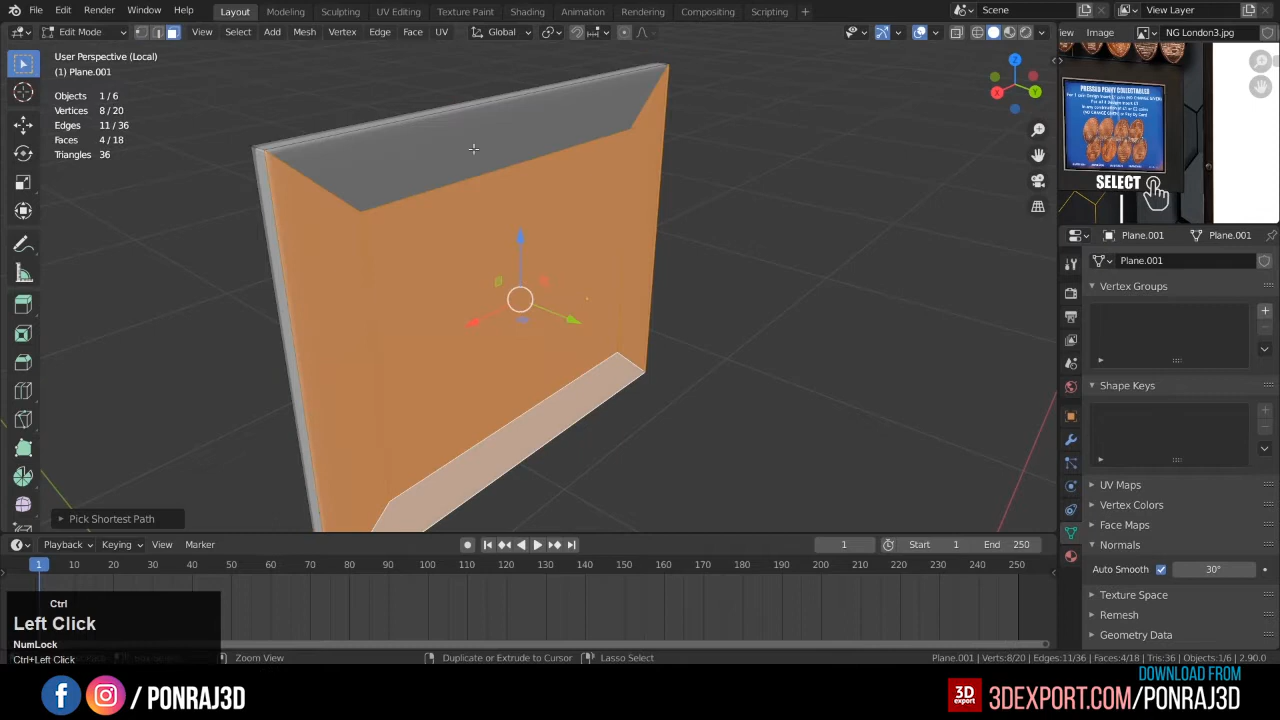 File Edit Render Window Help Layout Modeling Sculpting UV Editing Texture Paint Shading Animation Rendering Compositing Scripting + Scene View Layer
Edit Mode View Select Add Mesh Vertex Edge Face UV Global View Image NG London3.jpg
User Perspective (Local)
(1) Plane.001
Objects 1/6
Vertices 8/20
Edges 11/36
Faces 4/18
Triangles 36
Z
X
Y
PRESSED PENNY COLLECTABLES
SELECT
Plane.001 Plane.001
Plane.001
Vertex Groups
Shape Keys
UV Maps
Vertex Colors
Face Maps
Normals
Auto Smooth 30°
Texture Space
Remesh
Geometry Data
Pick Shortest Path
Playback Keying View Marker 1 Start 1 End 250
1 10 20 30 40 50 60 70 80 90 100 110 120 130 140 150 160 170 180 190 200 210 220 230 240 250
Ctrl
Left Click
NumLock
Ctrl+Left Click
Zoom View Duplicate or Extrude to Cursor Lasso Select Plane.001 | Verts:8/20 | Edges:11/36 | Faces:4/18 | Tris:36 | Objects:1/6 | 2.90.0
/ PONRAJ3D
DOWNLOAD FROM
3D export 3DEXPORT.COM/PONRAJ3D